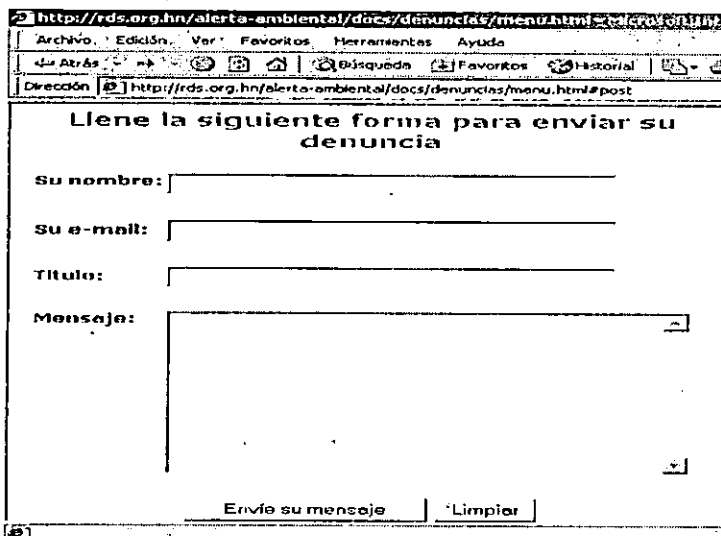 http://rds.org.hn/alerta-ambiental/docs/denuncias/menu.html - Microsoft
Archivo Edición Ver Favoritos Herramientas Ayuda
Atrás Búsqueda Favoritos Historial
Dirección http://rds.org.hn/alerta-ambiental/docs/denuncias/menu.html#post
Llene la siguiente forma para enviar su
denuncia
Su nombre:
Su e-mail:
Titulo:
Mensaje:
Envíe su mensaje Limpiar